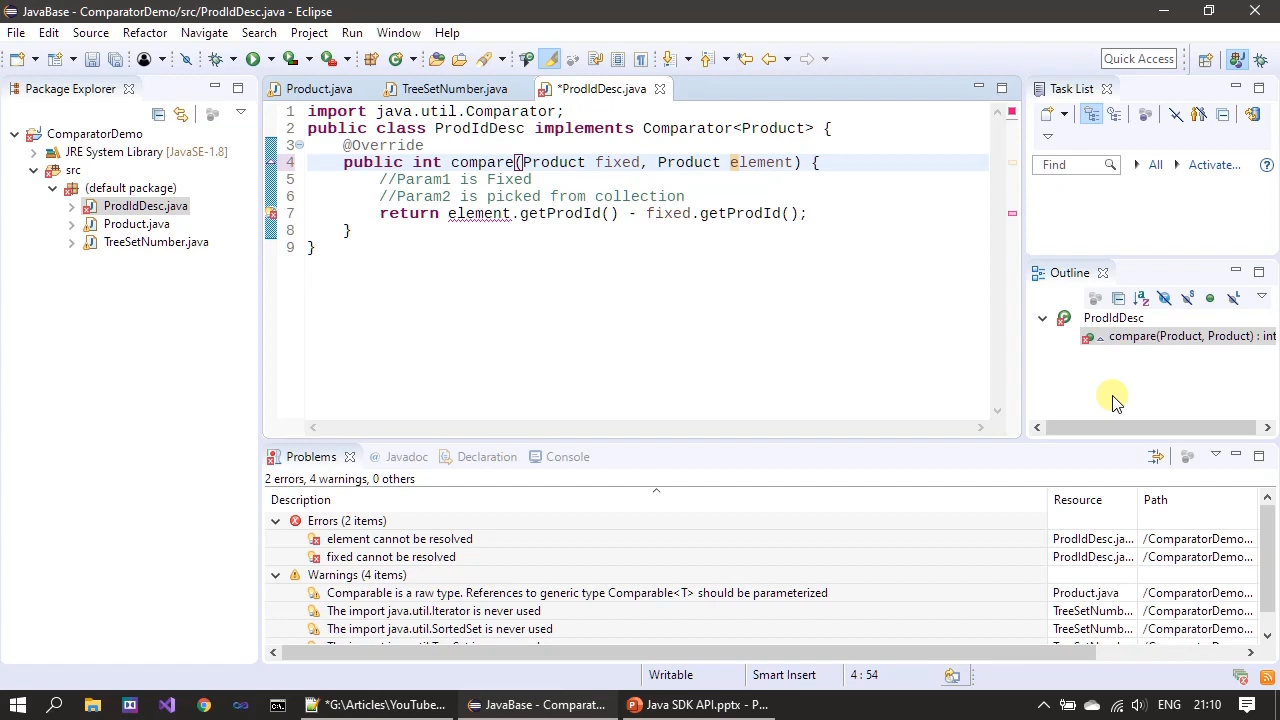 JavaBase - ComparatorDemo/src/ProdIdDesc.java - Eclipse
File Edit Source Refactor Navigate Search Project Run Window Help
Quick Access
Package Explorer
ComparatorDemo
JRE System Library [JavaSE-1.8]
src
(default package)
ProdIdDesc.java
Product.java
TreeSetNumber.java
Product.java TreeSetNumber.java *ProdIdDesc.java
1 import java.util.Comparator;
2 public class ProdIdDesc implements Comparator<Product> {
3 @Override
4 public int compare(Product fixed, Product element) {
5 //Param1 is Fixed
6 //Param2 is picked from collection
7 return element.getProdId() - fixed.getProdId();
8 }
9 }
Task List
Find All Activate...
Outline
ProdIdDesc
compare(Product, Product) : int
Problems Javadoc Declaration Console
2 errors, 4 warnings, 0 others
Description Resource Path
Errors (2 items)
element cannot be resolved ProdIdDesc.ja... /ComparatorDemo...
fixed cannot be resolved ProdIdDesc.ja... /ComparatorDemo...
Warnings (4 items)
Comparable is a raw type. References to generic type Comparable<T> should be parameterized Product.java /ComparatorDemo...
The import java.util.Iterator is never used TreeSetNumb... /ComparatorDemo...
The import java.util.SortedSet is never used TreeSetNumb... /ComparatorDemo...
Writable Smart Insert 4 : 54
*G:\Articles\YouTube... JavaBase - Comparat... Java SDK API.pptx - P... ENG 21:10